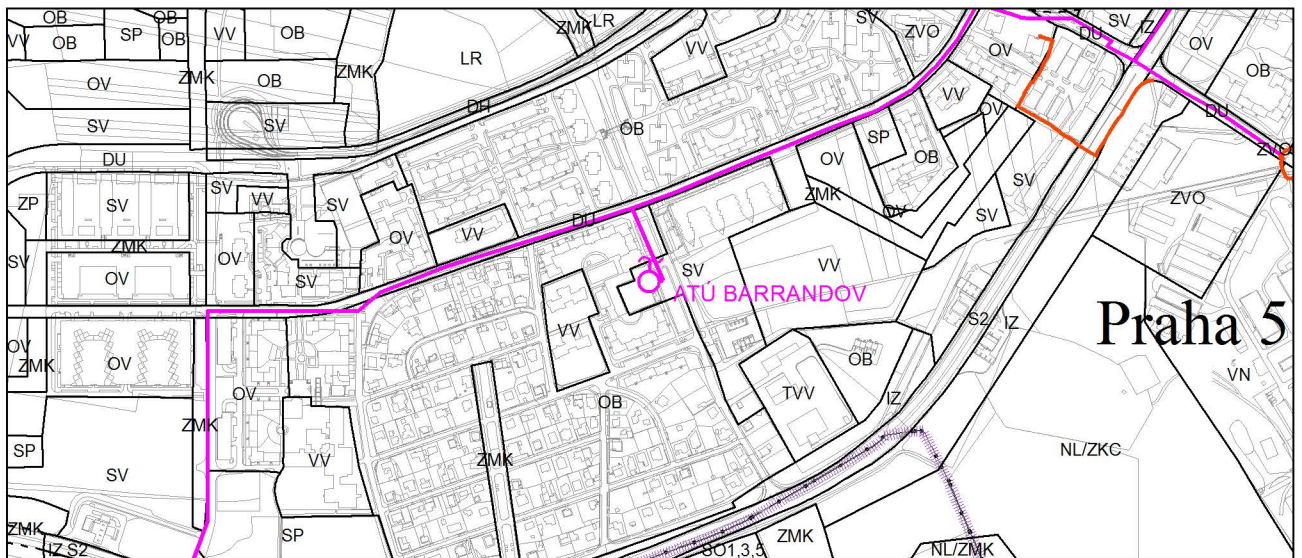 OB
SP
OB
VV
OB
ZMK
LR
SV
VV
OB
OB
VV
ZVO
OV
DU
SV
IZ
OV
OV
ZMK
OB
ZMK
LR
OB
SV
SV
DH
OB
VV
OV
DU
DU
SV
SP
OV
OB
ZVO
ZP
SV
VV
SV
ZMK
SV
ZVO
ZMK
OV
OV
VV
DU
OV
SV
SV
OV
SV
SV
VV
ATÚ BARRANDOV
S2
IZ
Praha 5
OV
ZMK
OV
OV
VV
OB
TVV
VN
OB
IZ
ZMK
SP
SV
VV
ZMK
NL/ZKC
ZMK
IZ S2
SP
SO1,3,5
ZMK
NL/ZMK